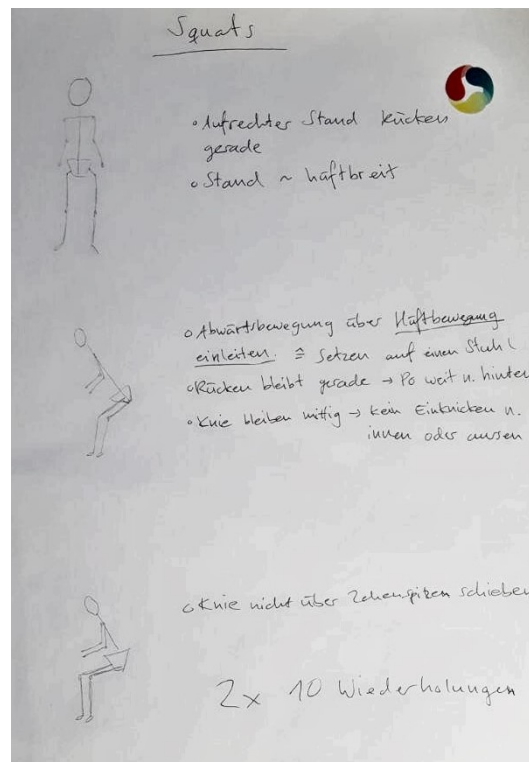 Squats
• Aufrechter Stand Rücken
gerade
o Stand ~ hüftbreit
o Abwärtsbewegung über Hüftbewegung
einleiten. ≙ Setzen auf einen Stuhl
o Rücken bleibt gerade → Po weit n. hinten
• Knie bleiben mittig → kein Einknicken n.
innen oder aussen
o Knie nicht über Zehenspitzen schieben
2x 10 Wiederholungen